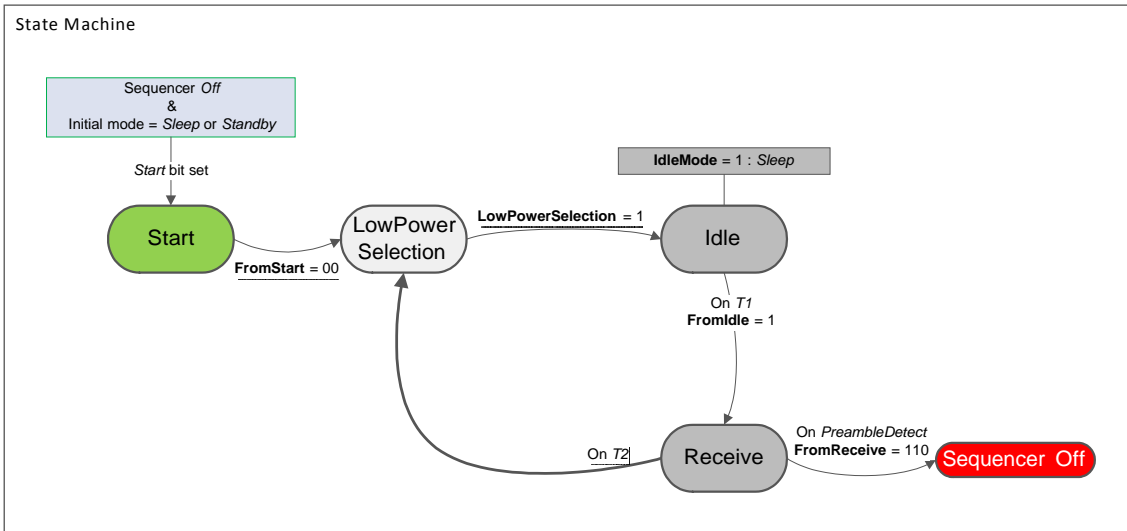 State Machine
Sequencer Off
&
Initial mode = Sleep or Standby
Start bit set
IdleMode = 1 : Sleep
Start
FromStart = 00
LowPower
Selection
LowPowerSelection = 1
Idle
On T1
FromIdle = 1
On T2
Receive
On PreambleDetect
FromReceive = 110
Sequencer Off